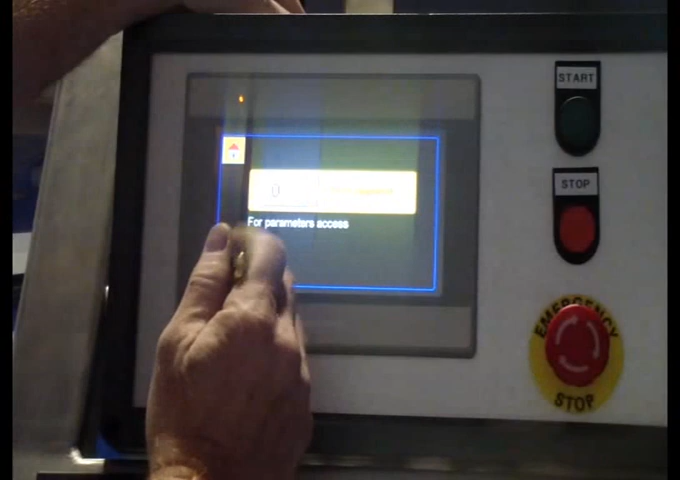 START
STOP
0
For parameters access
EMERGENCY
STOP